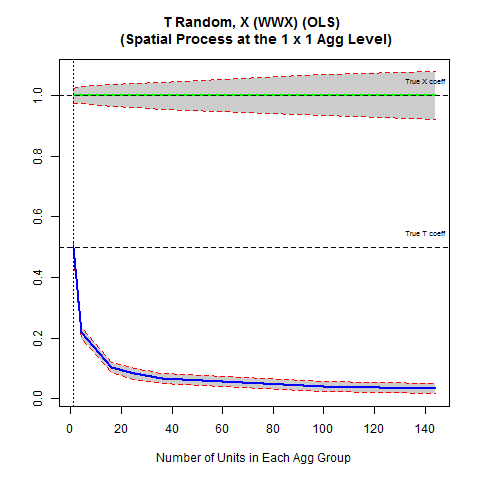 T Random, X (WWX) (OLS)
(Spatial Process at the 1 x 1 Agg Level)
True X coeff
True T coeff
1.0
0.8
0.6
0.4
0.2
0.0
0 20 40 60 80 100 120 140
Number of Units in Each Agg Group